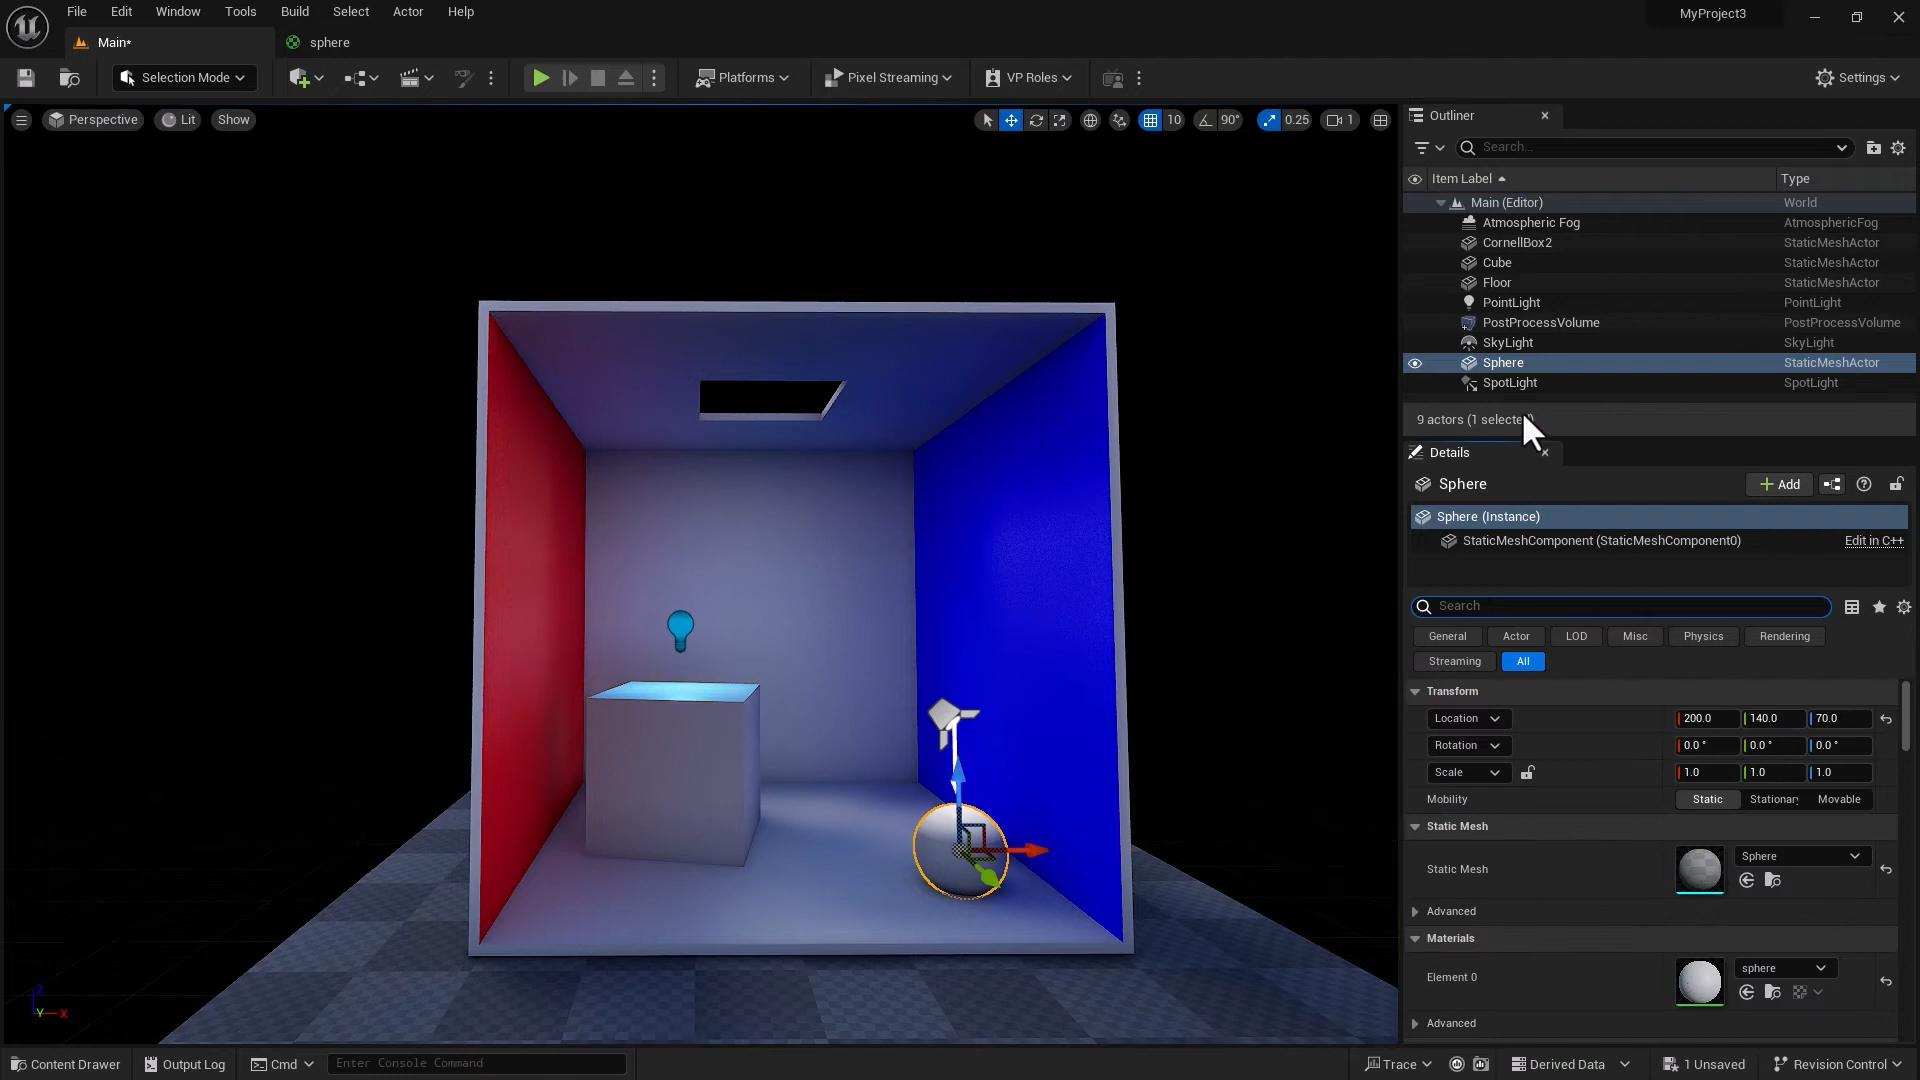 File Edit Window Tools Build Select Actor Help
MyProject3
Main*
sphere
Selection Mode
Platforms
Pixel Streaming
VP Roles
Settings
Perspective
Lit
Show
10
90°
0.25
1
Outliner
Search...
Item Label
Type
Main (Editor) World
Atmospheric Fog AtmosphericFog
CornellBox2 StaticMeshActor
Cube StaticMeshActor
Floor StaticMeshActor
PointLight PointLight
PostProcessVolume PostProcessVolume
SkyLight SkyLight
Sphere StaticMeshActor
SpotLight SpotLight
9 actors (1 selected)
Details
Sphere
Add
Sphere (Instance)
StaticMeshComponent (StaticMeshComponent0) Edit in C++
Search
General Actor LOD Misc Physics Rendering
Streaming All
Transform
Location 200.0 140.0 70.0
Rotation 0.0° 0.0° 0.0°
Scale 1.0 1.0 1.0
Mobility Static Stationary Movable
Static Mesh
Static Mesh Sphere
Advanced
Materials
Element 0 sphere
Advanced
Z
Y X
Content Drawer
Output Log
Cmd
Enter Console Command
Trace
Derived Data
1 Unsaved
Revision Control